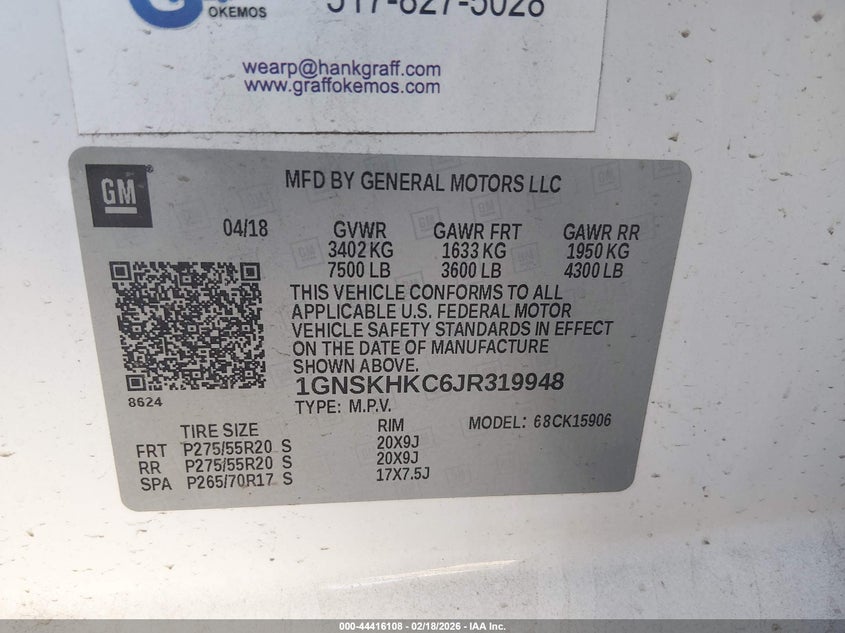 OKEMOS
517-827-5028
wearp@hankgraff.com
www.graffokemos.com
GM
MFD BY GENERAL MOTORS LLC
04/18 GVWR GAWR FRT GAWR RR
3402 KG 1633 KG 1950 KG
7500 LB 3600 LB 4300 LB
THIS VEHICLE CONFORMS TO ALL
APPLICABLE U.S. FEDERAL MOTOR
VEHICLE SAFETY STANDARDS IN EFFECT
ON THE DATE OF MANUFACTURE
SHOWN ABOVE.
1GNSKHKC6JR319948
8624
TYPE: M.P.V. MODEL: 68CK15906
TIRE SIZE RIM
FRT P275/55R20 S 20X9J
RR P275/55R20 S 20X9J
SPA P265/70R17 S 17X7.5J
000-44416108 - 02/18/2026 - IAA Inc.